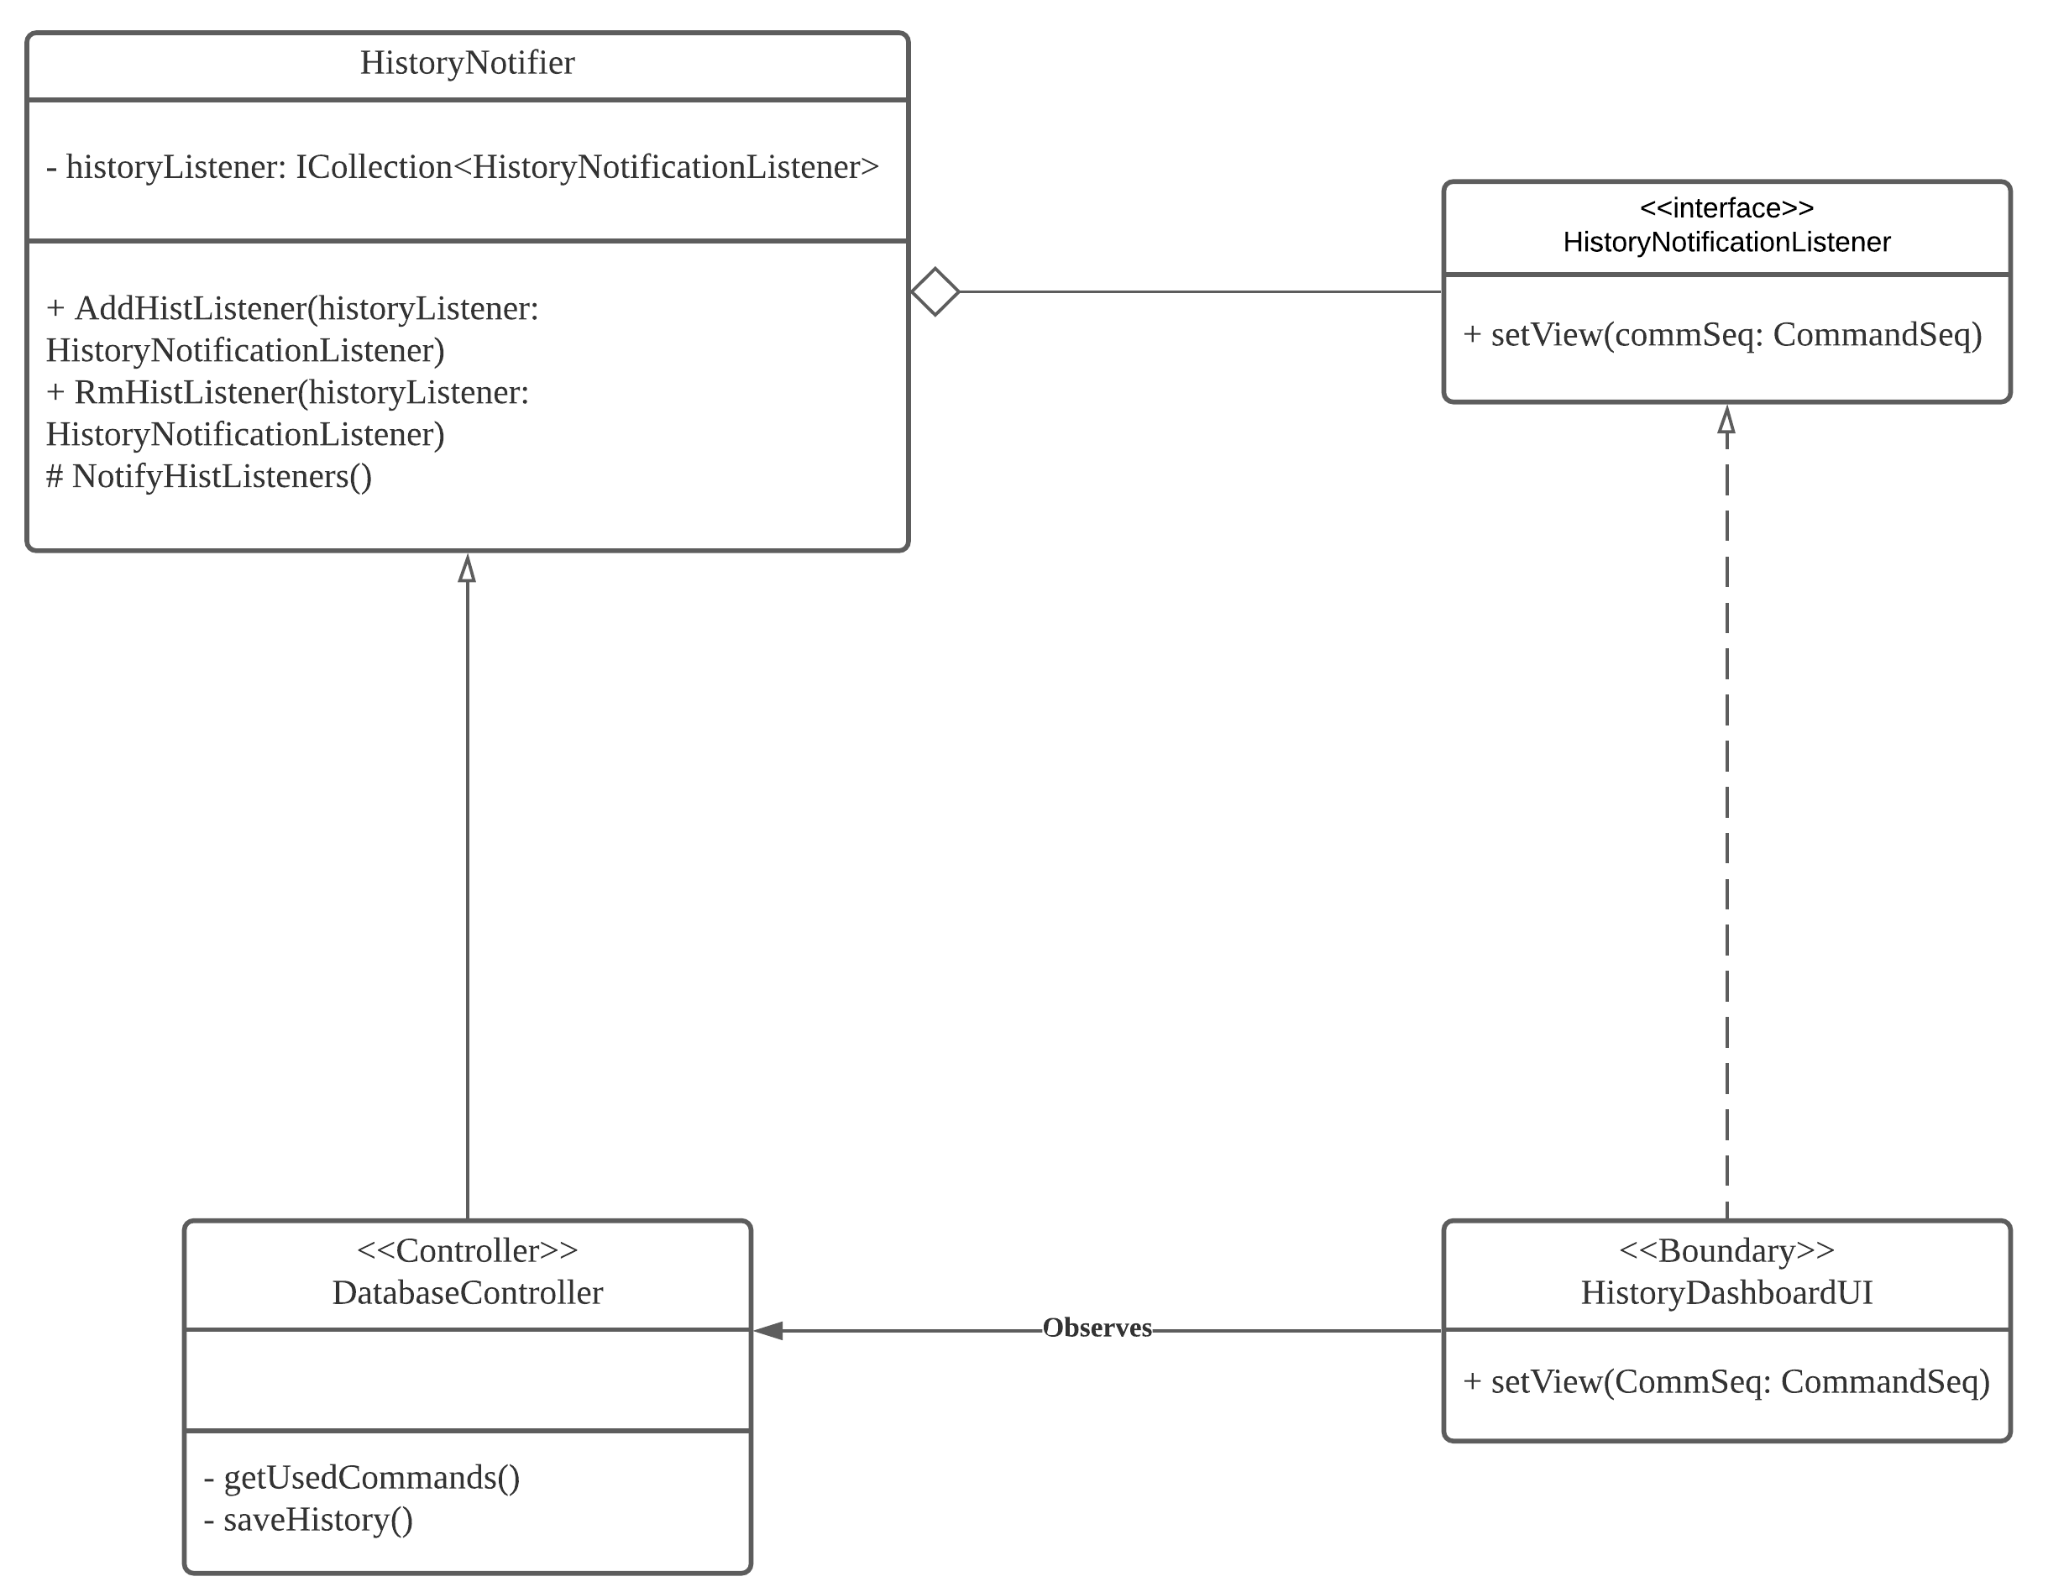 HistoryNotifier
- historyListener: ICollection<HistoryNotificationListener>
+ AddHistListener(historyListener:
HistoryNotificationListener)
+ RmHistListener(historyListener:
HistoryNotificationListener)
# NotifyHistListeners()
<<interface>>
HistoryNotificationListener
+ setView(commSeq: CommandSeq)
<<Controller>>
DatabaseController
- getUsedCommands()
- saveHistory()
Observes
<<Boundary>>
HistoryDashboardUI
+ setView(CommSeq: CommandSeq)